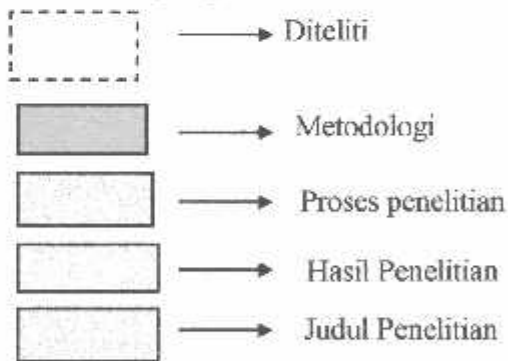 Diteliti
Metodologi
Proses penelitian
Hasil Penelitian
Judul Penelitian